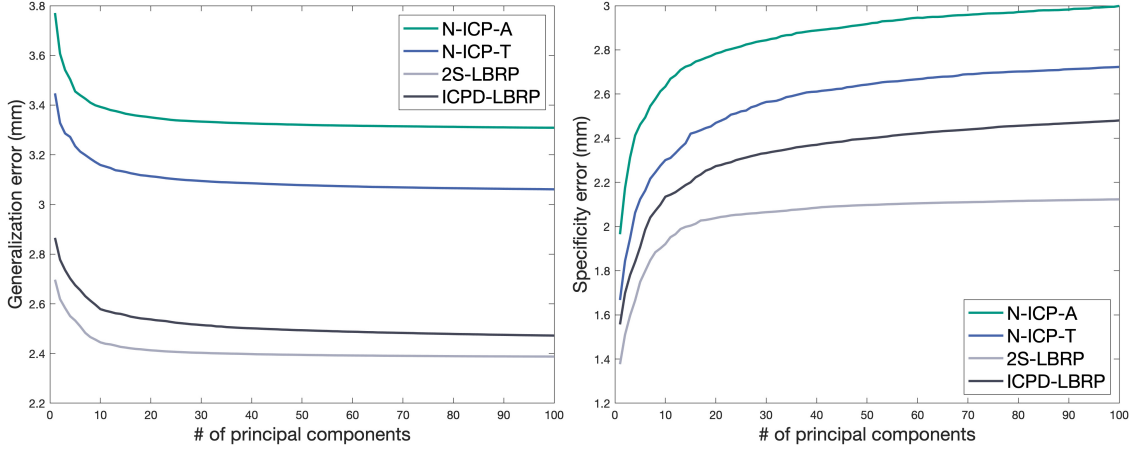 Generalization error (mm)
3.8
3.6
3.4
3.2
3
2.8
2.6
2.4
2.2
0 10 20 30 40 50 60 70 80 90 100
# of principal components
N-ICP-A
N-ICP-T
2S-LBRP
ICPD-LBRP
Specificity error (mm)
3
2.8
2.6
2.4
2.2
2
1.8
1.6
1.4
1.2
0 10 20 30 40 50 60 70 80 90 100
# of principal components
N-ICP-A
N-ICP-T
2S-LBRP
ICPD-LBRP